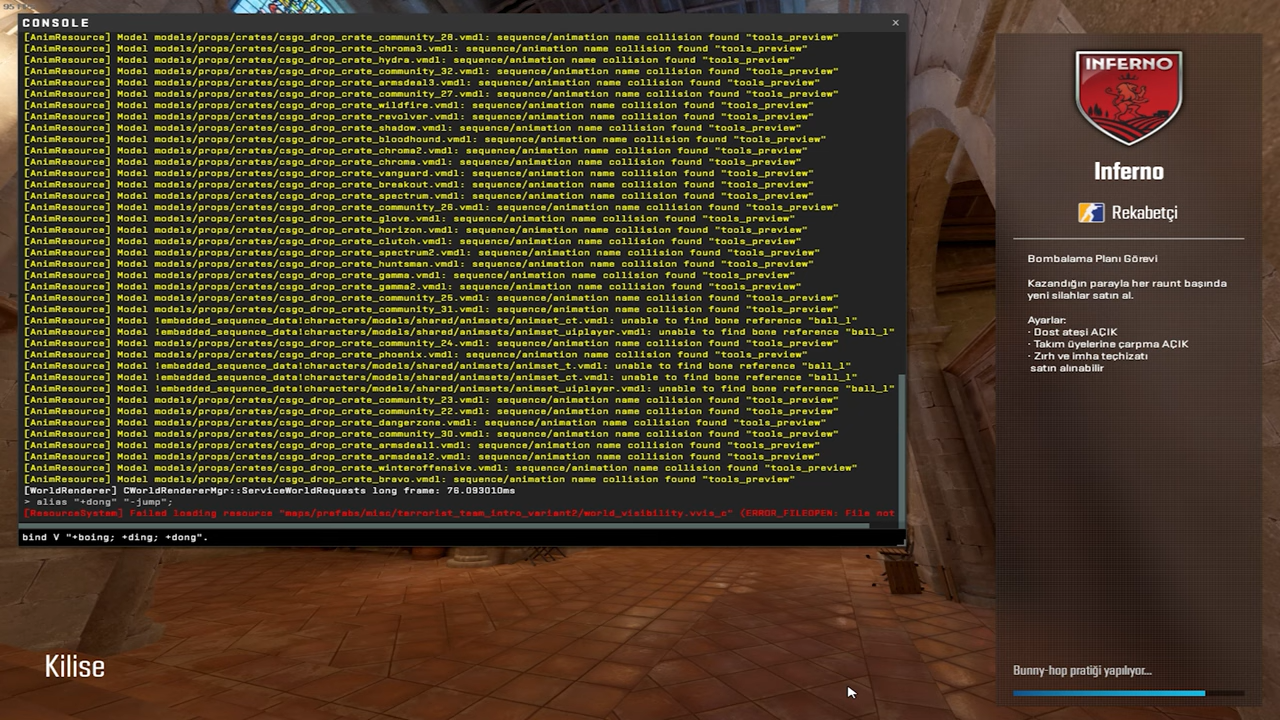 CONSOLE
[AnimResource] Model models/props/crates/csgo_drop_crate_community_28.vmdl: sequence/animation name collision found "tools_preview"
[AnimResource] Model models/props/crates/csgo_drop_crate_chroma3.vmdl: sequence/animation name collision found "tools_preview"
[AnimResource] Model models/props/crates/csgo_drop_crate_hydra.vmdl: sequence/animation name collision found "tools_preview"
[AnimResource] Model models/props/crates/csgo_drop_crate_community_32.vmdl: sequence/animation name collision found "tools_preview"
[AnimResource] Model models/props/crates/csgo_drop_crate_armsdeal3.vmdl: sequence/animation name collision found "tools_preview"
[AnimResource] Model models/props/crates/csgo_drop_crate_community_27.vmdl: sequence/animation name collision found "tools_preview"
[AnimResource] Model models/props/crates/csgo_drop_crate_wildfire.vmdl: sequence/animation name collision found "tools_preview"
[AnimResource] Model models/props/crates/csgo_drop_crate_revolver.vmdl: sequence/animation name collision found "tools_preview"
[AnimResource] Model models/props/crates/csgo_drop_crate_shadow.vmdl: sequence/animation name collision found "tools_preview"
[AnimResource] Model models/props/crates/csgo_drop_crate_bloodhound.vmdl: sequence/animation name collision found "tools_preview"
[AnimResource] Model models/props/crates/csgo_drop_crate_chroma2.vmdl: sequence/animation name collision found "tools_preview"
[AnimResource] Model models/props/crates/csgo_drop_crate_chroma.vmdl: sequence/animation name collision found "tools_preview"
[AnimResource] Model models/props/crates/csgo_drop_crate_vanguard.vmdl: sequence/animation name collision found "tools_preview"
[AnimResource] Model models/props/crates/csgo_drop_crate_breakout.vmdl: sequence/animation name collision found "tools_preview"
[AnimResource] Model models/props/crates/csgo_drop_crate_spectrum.vmdl: sequence/animation name collision found "tools_preview"
[AnimResource] Model models/props/crates/csgo_drop_crate_community_26.vmdl: sequence/animation name collision found "tools_preview"
[AnimResource] Model models/props/crates/csgo_drop_crate_glove.vmdl: sequence/animation name collision found "tools_preview"
[AnimResource] Model models/props/crates/csgo_drop_crate_horizon.vmdl: sequence/animation name collision found "tools_preview"
[AnimResource] Model models/props/crates/csgo_drop_crate_clutch.vmdl: sequence/animation name collision found "tools_preview"
[AnimResource] Model models/props/crates/csgo_drop_crate_spectrum2.vmdl: sequence/animation name collision found "tools_preview"
[AnimResource] Model models/props/crates/csgo_drop_crate_huntsman.vmdl: sequence/animation name collision found "tools_preview"
[AnimResource] Model models/props/crates/csgo_drop_crate_gamma.vmdl: sequence/animation name collision found "tools_preview"
[AnimResource] Model models/props/crates/csgo_drop_crate_gamma2.vmdl: sequence/animation name collision found "tools_preview"
[AnimResource] Model models/props/crates/csgo_drop_crate_community_25.vmdl: sequence/animation name collision found "tools_preview"
[AnimResource] Model models/props/crates/csgo_drop_crate_community_31.vmdl: sequence/animation name collision found "tools_preview"
[AnimResource] Model !embedded_sequence_data!characters/models/shared/animsets/animset_ct.vmdl: unable to find bone reference "ball_l"
[AnimResource] Model !embedded_sequence_data!characters/models/shared/animsets/animset_uiplayer.vmdl: unable to find bone reference "ball_l"
[AnimResource] Model models/props/crates/csgo_drop_crate_community_24.vmdl: sequence/animation name collision found "tools_preview"
[AnimResource] Model models/props/crates/csgo_drop_crate_phoenix.vmdl: sequence/animation name collision found "tools_preview"
[AnimResource] Model !embedded_sequence_data!characters/models/shared/animsets/animset_t.vmdl: unable to find bone reference "ball_l"
[AnimResource] Model !embedded_sequence_data!characters/models/shared/animsets/animset_ct.vmdl: unable to find bone reference "ball_l"
[AnimResource] Model !embedded_sequence_data!characters/models/shared/animsets/animset_uiplayer.vmdl: unable to find bone reference "ball_l"
[AnimResource] Model models/props/crates/csgo_drop_crate_community_23.vmdl: sequence/animation name collision found "tools_preview"
[AnimResource] Model models/props/crates/csgo_drop_crate_community_22.vmdl: sequence/animation name collision found "tools_preview"
[AnimResource] Model models/props/crates/csgo_drop_crate_dangerzone.vmdl: sequence/animation name collision found "tools_preview"
[AnimResource] Model models/props/crates/csgo_drop_crate_community_30.vmdl: sequence/animation name collision found "tools_preview"
[AnimResource] Model models/props/crates/csgo_drop_crate_armsdeal1.vmdl: sequence/animation name collision found "tools_preview"
[AnimResource] Model models/props/crates/csgo_drop_crate_armsdeal2.vmdl: sequence/animation name collision found "tools_preview"
[AnimResource] Model models/props/crates/csgo_drop_crate_winteroffensive.vmdl: sequence/animation name collision found "tools_preview"
[AnimResource] Model models/props/crates/csgo_drop_crate_bravo.vmdl: sequence/animation name collision found "tools_preview"
[WorldRenderer] CWorldRendererMgr::ServiceWorldRequests long frame: 76.093010ms
> alias "+dong" "-jump";
[ResourceSystem] Failed loading resource "maps/prefabs/misc/terrorist_team_intro_variant2/world_visibility.vvis_c" (ERROR_FILEOPEN: File not
bind V "+boing; +ding; +dong".
INFERNO
Inferno
Rekabetçi
Bombalama Planı Görevi
Kazandığın parayla her raunt başında
yeni silahlar satın al.
Ayarlar:
· Dost ateşi AÇIK
· Takım üyelerine çarpma AÇIK
· Zırh ve imha teçhizatı
satın alınabilir
Bunny-hop pratiği yapılıyor...
Kilise